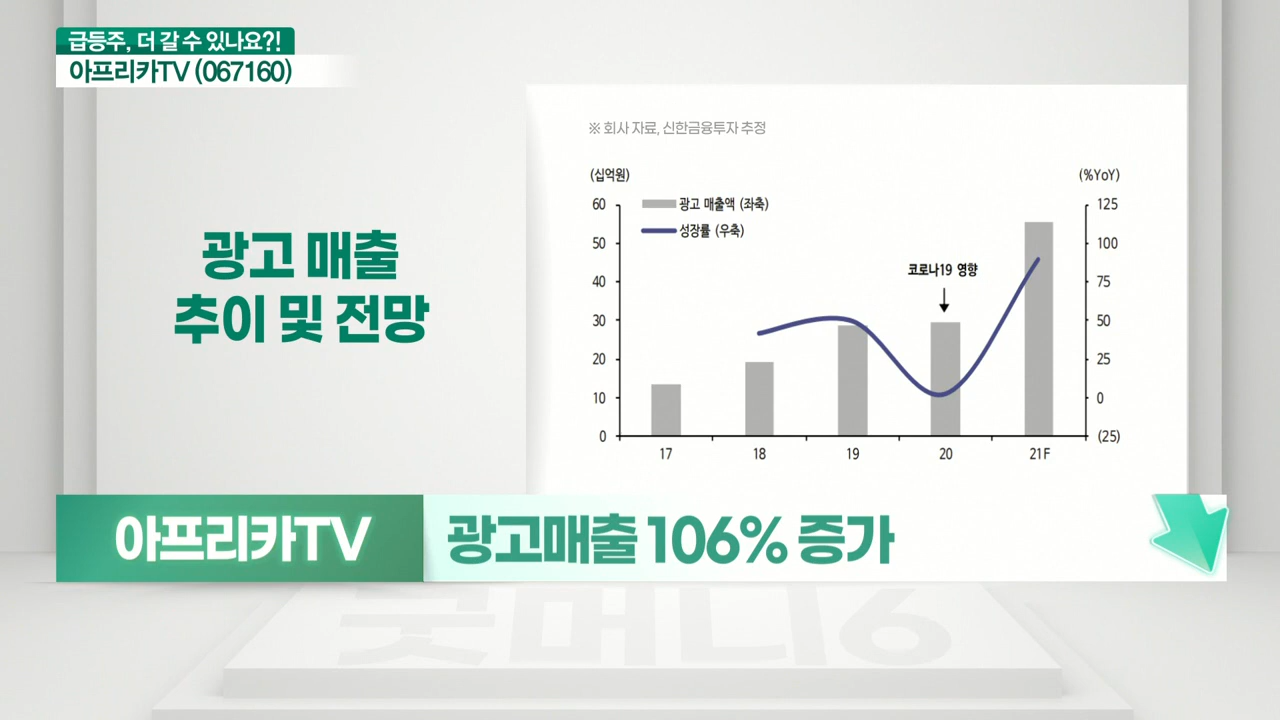 급등주, 더 갈 수 있나요?!
아프리카TV (067160)
광고 매출
추이 및 전망
※ 회사 자료, 신한금융투자 추정
(십억원)
(%YoY)
광고 매출액 (좌축)
성장률 (우축)
코로나19 영향
60
50
40
30
20
10
0
125
100
75
50
25
0
(25)
17 18 19 20 21F
아프리카TV 광고매출 106% 증가
굿머니6